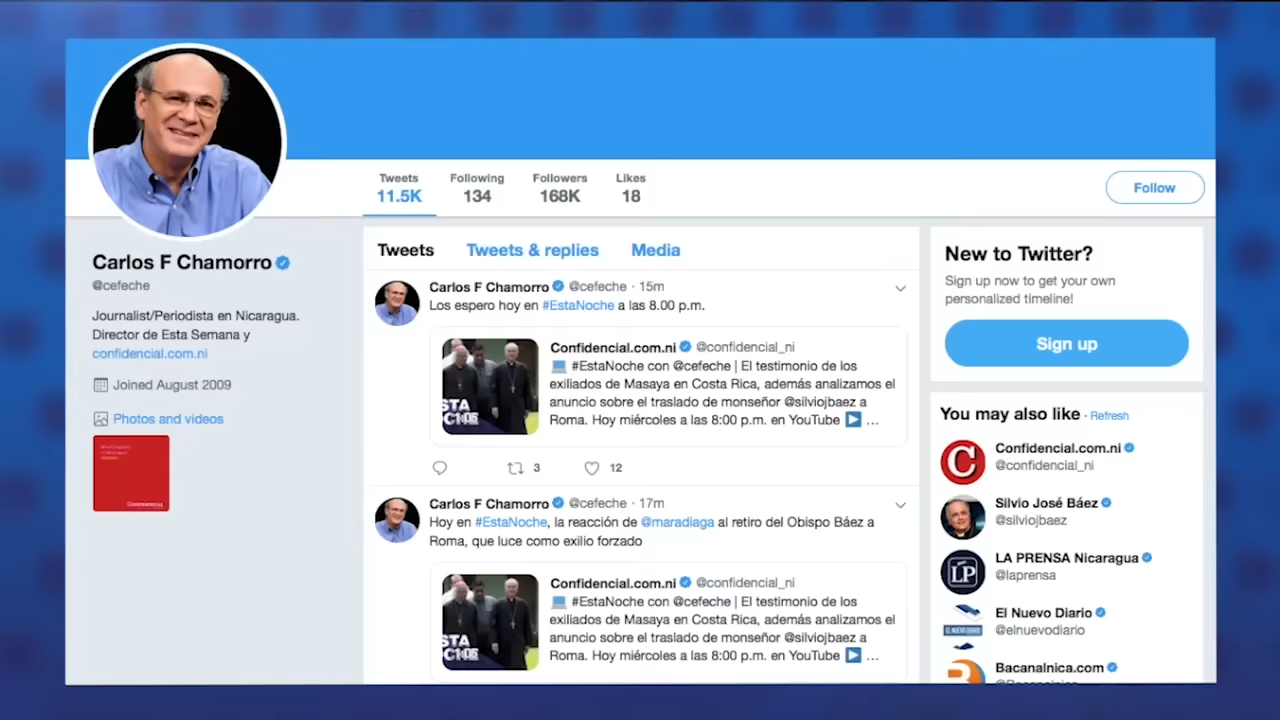 Tweets
11.5K
Following
134
Followers
168K
Likes
18
Follow
Carlos F Chamorro
@cefeche
Journalist/Periodista en Nicaragua.
Director de Esta Semana y
confidencial.com.ni
Joined August 2009
Photos and videos
Tweets
Tweets & replies
Media
Carlos F Chamorro @cefeche · 15m
Los espero hoy en #EstaNoche a las 8.00 p.m.
Confidencial.com.ni @confidencial_ni
#EstaNoche con @cefeche | El testimonio de los
exiliados de Masaya en Costa Rica, además analizamos el
anuncio sobre el traslado de monseñor @silviojbaez a
Roma. Hoy miércoles a las 8:00 p.m. en YouTube ...
3
12
Carlos F Chamorro @cefeche · 17m
Hoy en #EstaNoche, la reacción de @maradiaga al retiro del Obispo Báez a
Roma, que luce como exilio forzado
Confidencial.com.ni @confidencial_ni
#EstaNoche con @cefeche | El testimonio de los
exiliados de Masaya en Costa Rica, además analizamos el
anuncio sobre el traslado de monseñor @silviojbaez a
Roma. Hoy miércoles a las 8:00 p.m. en YouTube ...
New to Twitter?
Sign up now to get your own
personalized timeline!
Sign up
You may also like · Refresh
C
Confidencial.com.ni
@confidencial_ni
Silvio José Báez
@silviojbaez
LP
LA PRENSA Nicaragua
@laprensa
EL NUEVO DIARIO
El Nuevo Diario
@elnuevodiario
Bacanalnica.com